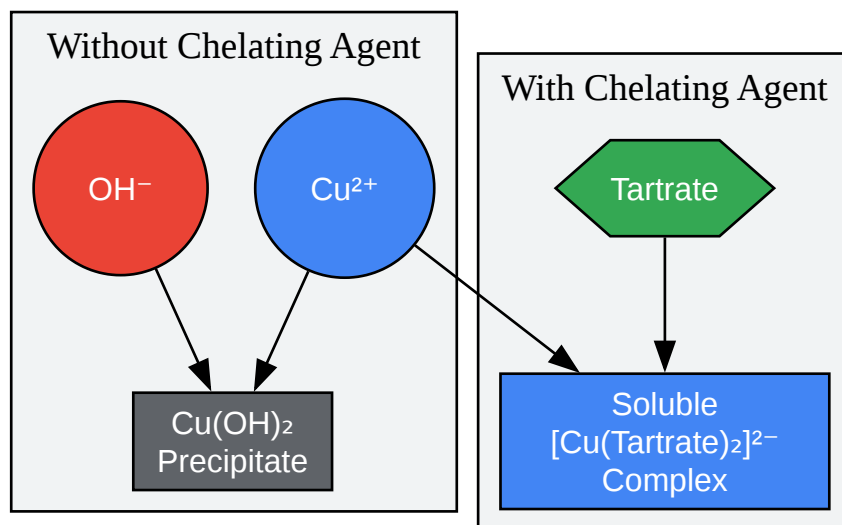 Without Chelating Agent
With Chelating Agent
OH⁻
Cu²⁺
Tartrate
Cu(OH)₂
Precipitate
Soluble
[Cu(Tartrate)₂]²⁻
Complex